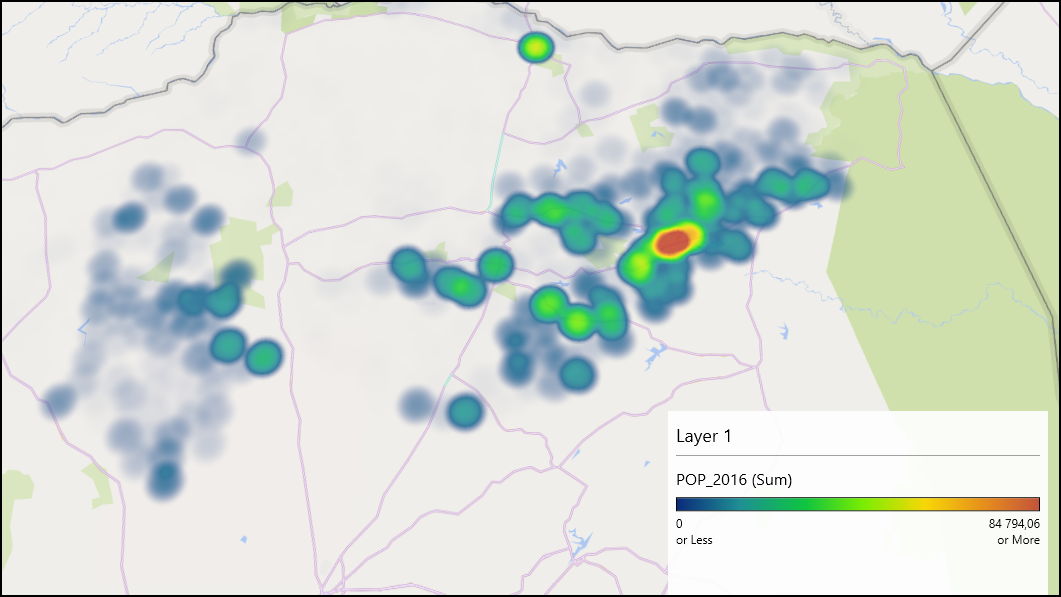 Layer 1
POP_2016 (Sum)
0
84 794,06
or Less
or More